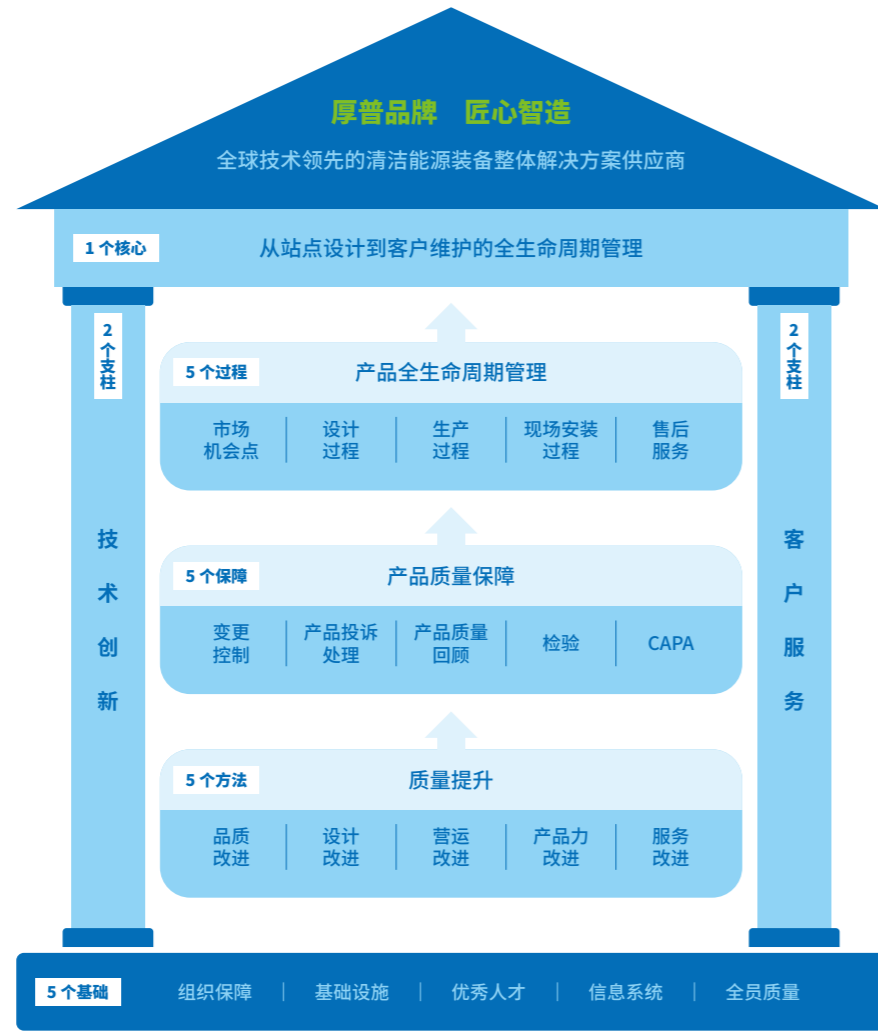 厚普品牌 匠心智造
全球技术领先的清洁能源装备整体解决方案供应商
1 个核心 从站点设计到客户维护的全生命周期管理
2个支柱
技术创新
5 个过程 产品全生命周期管理
市场 设计 生产 现场安装 售后
机会点 过程 过程 过程 服务
5 个保障 产品质量保障
变更 产品投诉 产品质量 检验 CAPA
控制 处理 回顾
5 个方法 质量提升
品质 设计 营运 产品力 服务
改进 改进 改进 改进 改进
2个支柱
客户服务
5 个基础 组织保障 | 基础设施 | 优秀人才 | 信息系统 | 全员质量